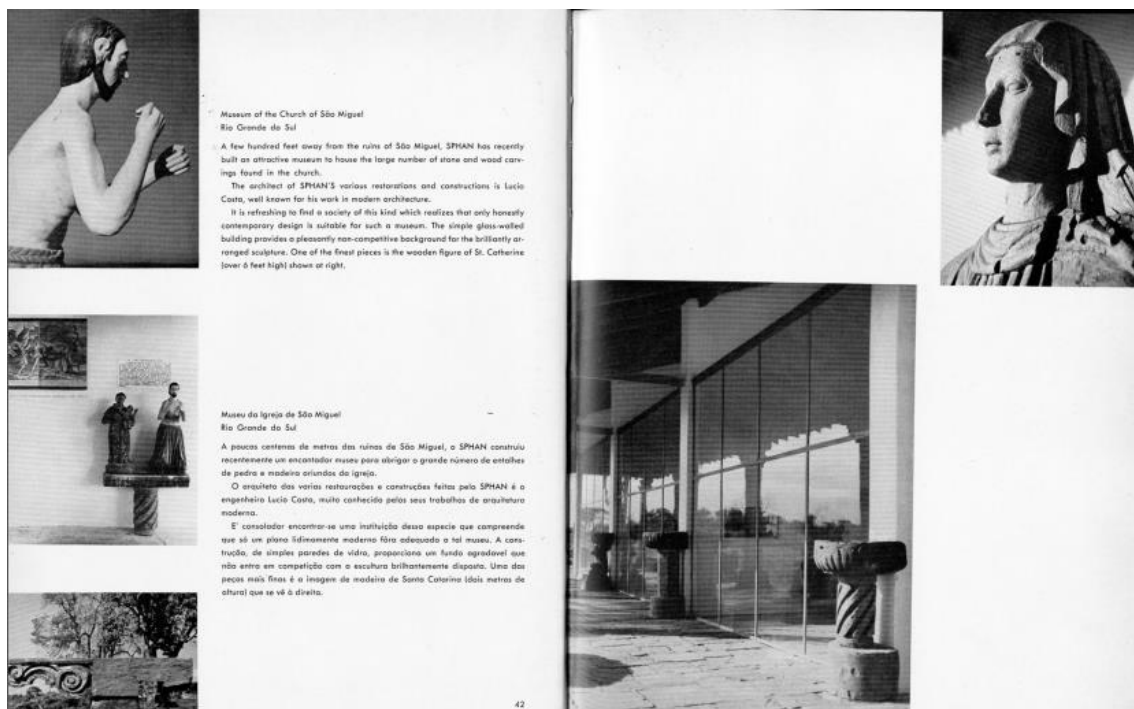 Museum of the Church of São Miguel
Rio Grande do Sul
A few hundred feet away from the ruins of São Miguel, SPHAN has recently
built an attractive museum to house the large number of stone and wood carv-
ings found in the church.
The architect of SPHAN'S various restorations and constructions is Lucio
Costa, well known for his work in modern architecture.
It is refreshing to find a society of this kind which realizes that only honestly
contemporary design is suitable for such a museum. The simple glass-walled
building provides a pleasantly non-competitive background for the brilliantly ar-
ranged sculpture. One of the finest pieces is the wooden figure of St. Catherine
(over 6 feet high) shown at right.
Museu da Igreja de São Miguel
Rio Grande do Sul
A poucas centenas de metros das ruinas de São Miguel, o SPHAN construiu
recentemente um encantador museu para abrigar o grande número de entalhes
de pedra e madeira oriundos da igreja.
O arquiteto das varias restaurações e construções feitas pelo SPHAN é o
engenheiro Lucio Costa, muito conhecido pelos seus trabalhos de arquitetura
moderna.
E' consolador encontrar-se uma instituição dessa especie que compreende
que só um plano lidimamente moderno fôra adequado a tal museu. A cons-
trução, de simples paredes de vidro, proporciona um fundo agradavel que
não entra em competição com a escultura brilhantemente disposta. Uma das
peças mais finas é a imagem de madeira de Santa Catarina (dois metros de
altura) que se vê à direita.
42